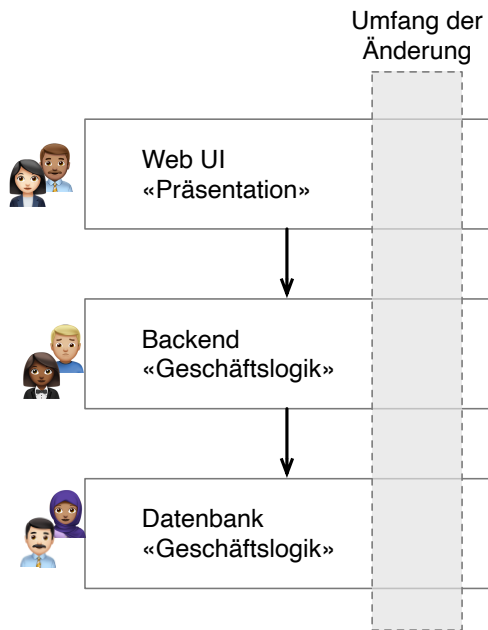 Umfang der
Änderung
Web UI
«Präsentation»
Backend
«Geschäftslogik»
Datenbank
«Geschäftslogik»